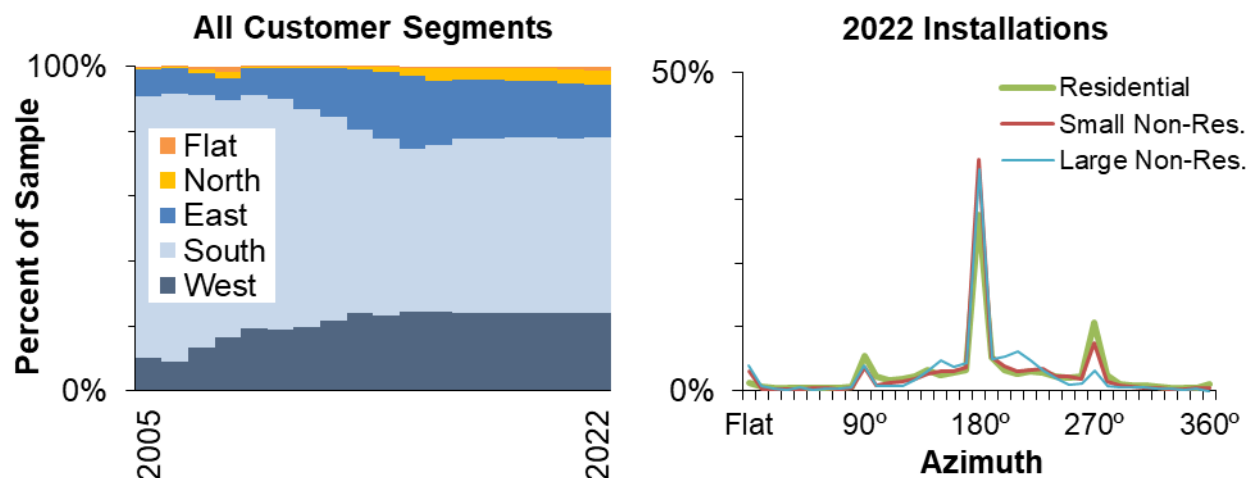 All Customer Segments
100%
0%
Percent of Sample
Flat
North
East
South
West
2005
2022
2022 Installations
50%
0%
Residential
Small Non-Res.
Large Non-Res.
Flat
90º
180º
270º
360º
Azimuth